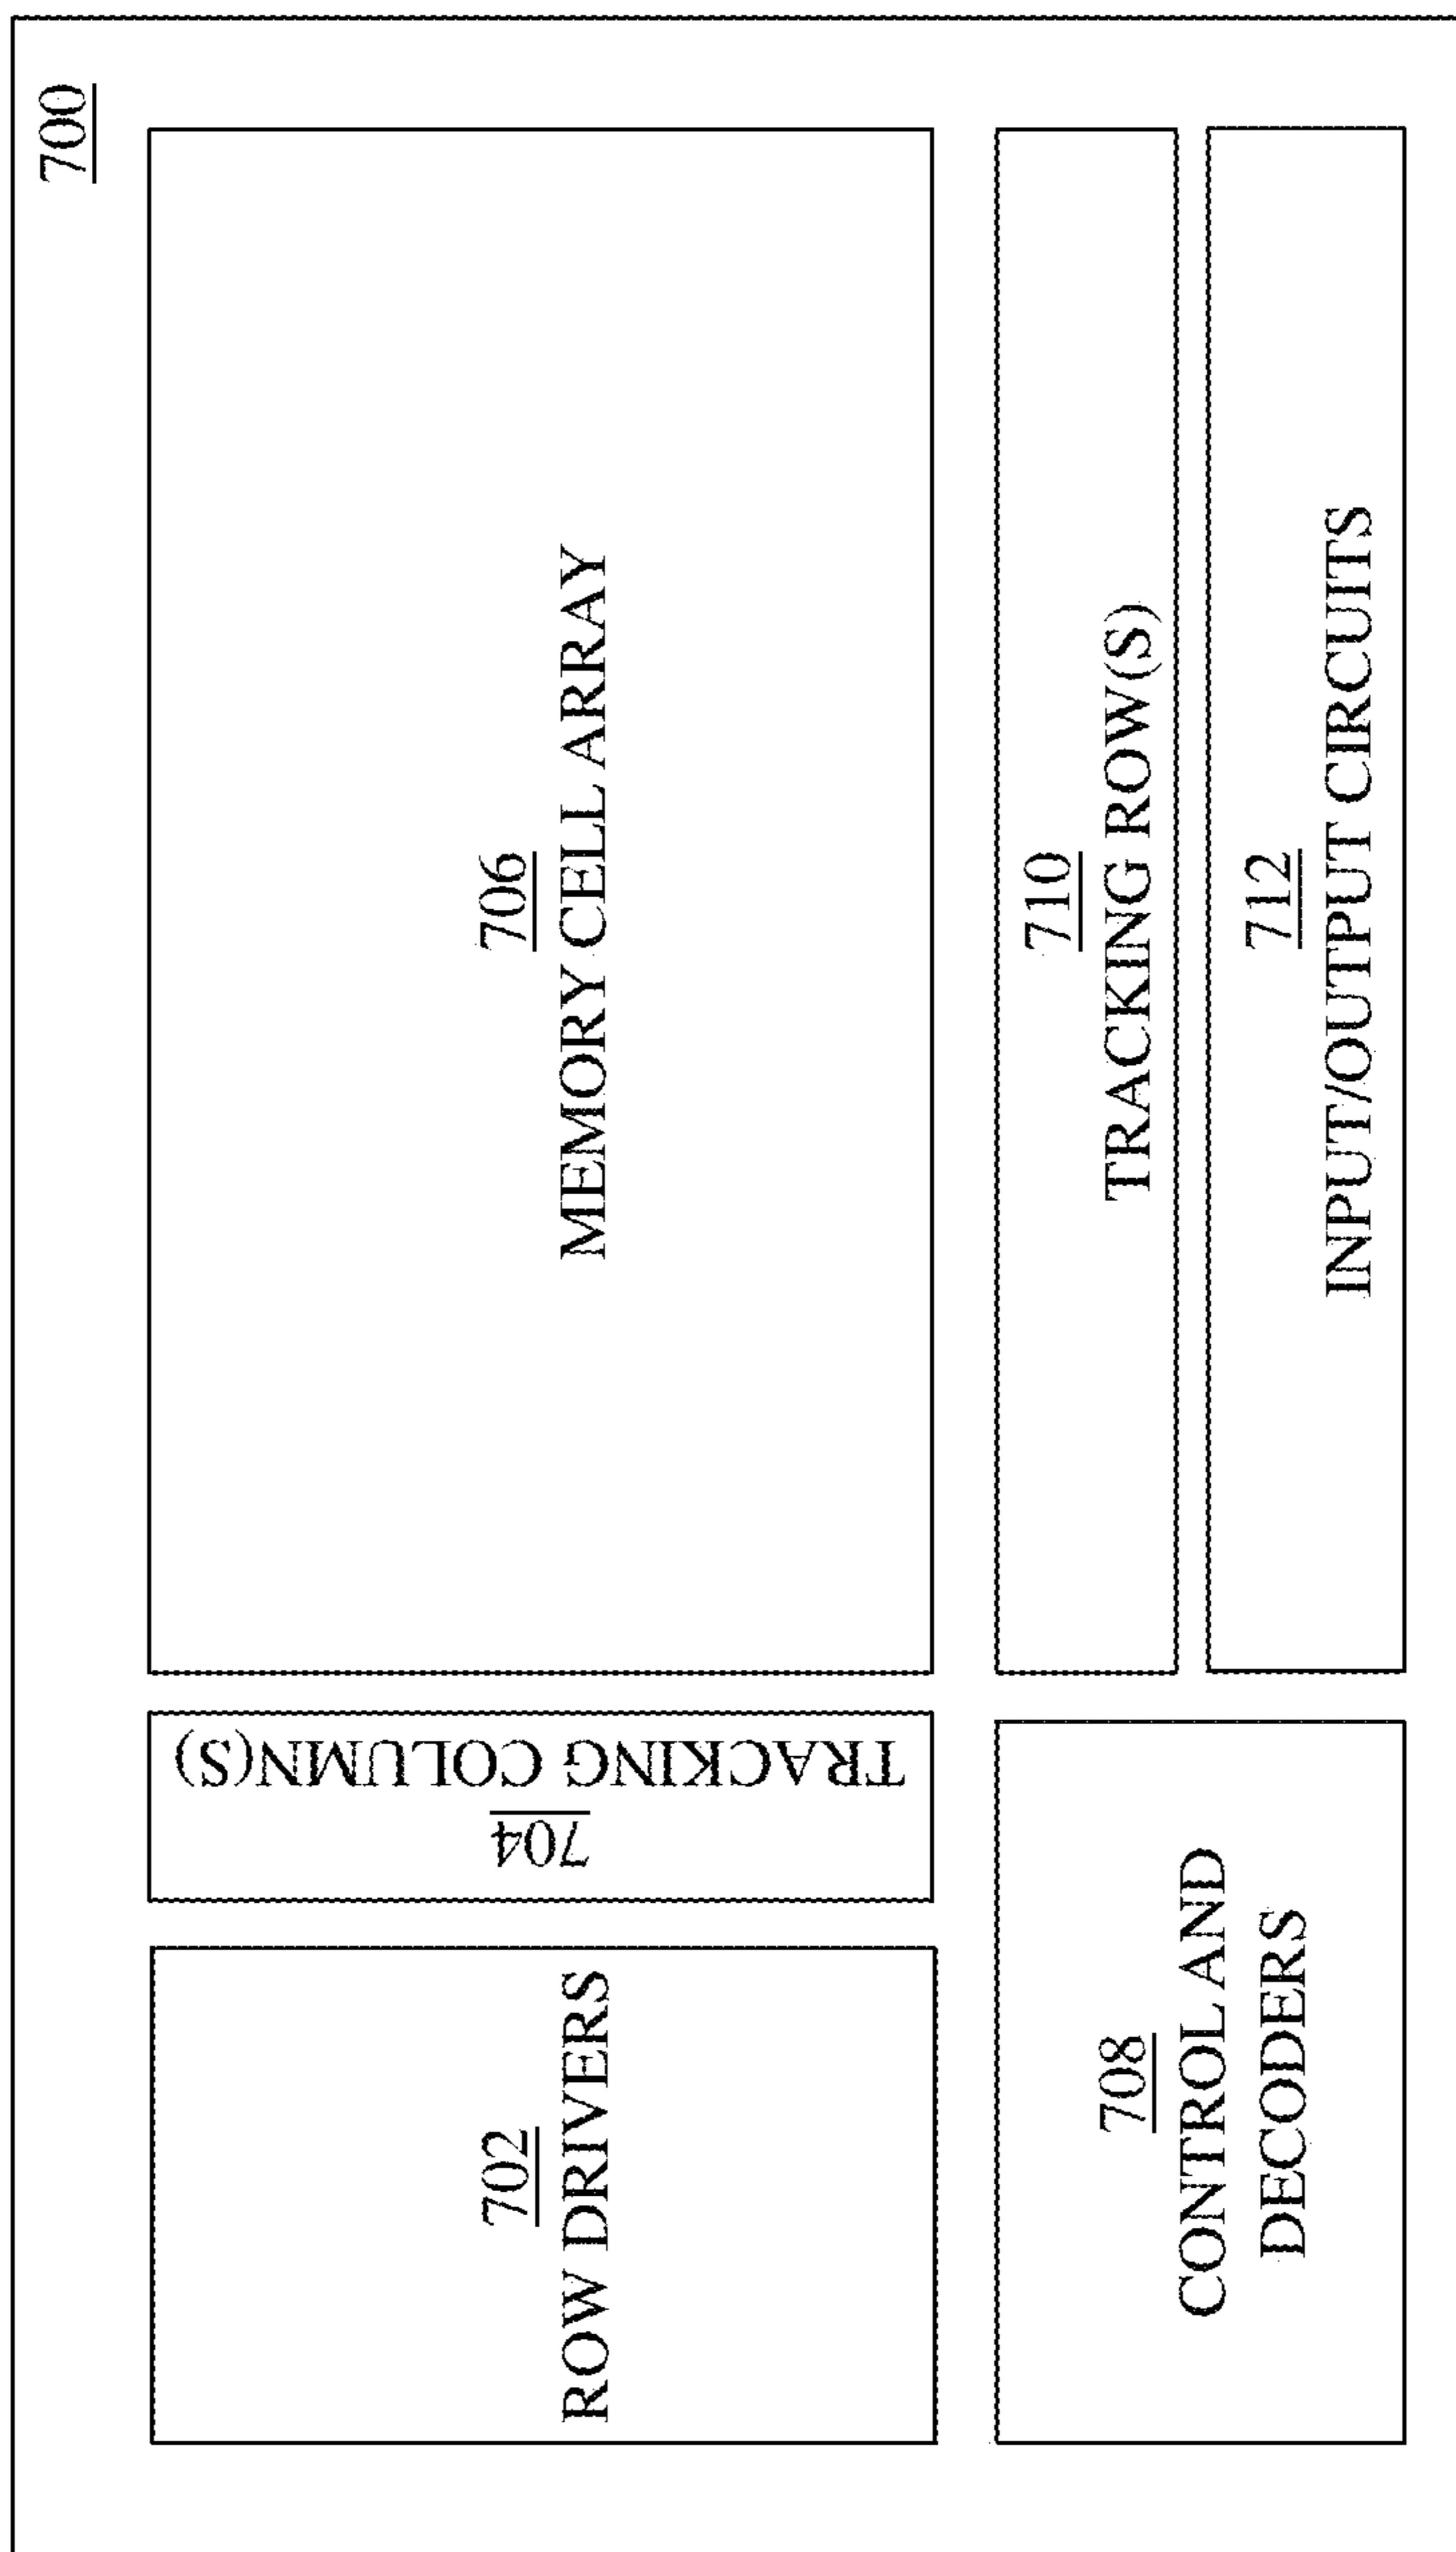 700
702
ROW DRIVERS
704
TRACKING COLUMN(S)
706
MEMORY CELL ARRAY
708
CONTROL AND
DECODERS
710
TRACKING ROW(S)
712
INPUT/OUTPUT CIRCUITS